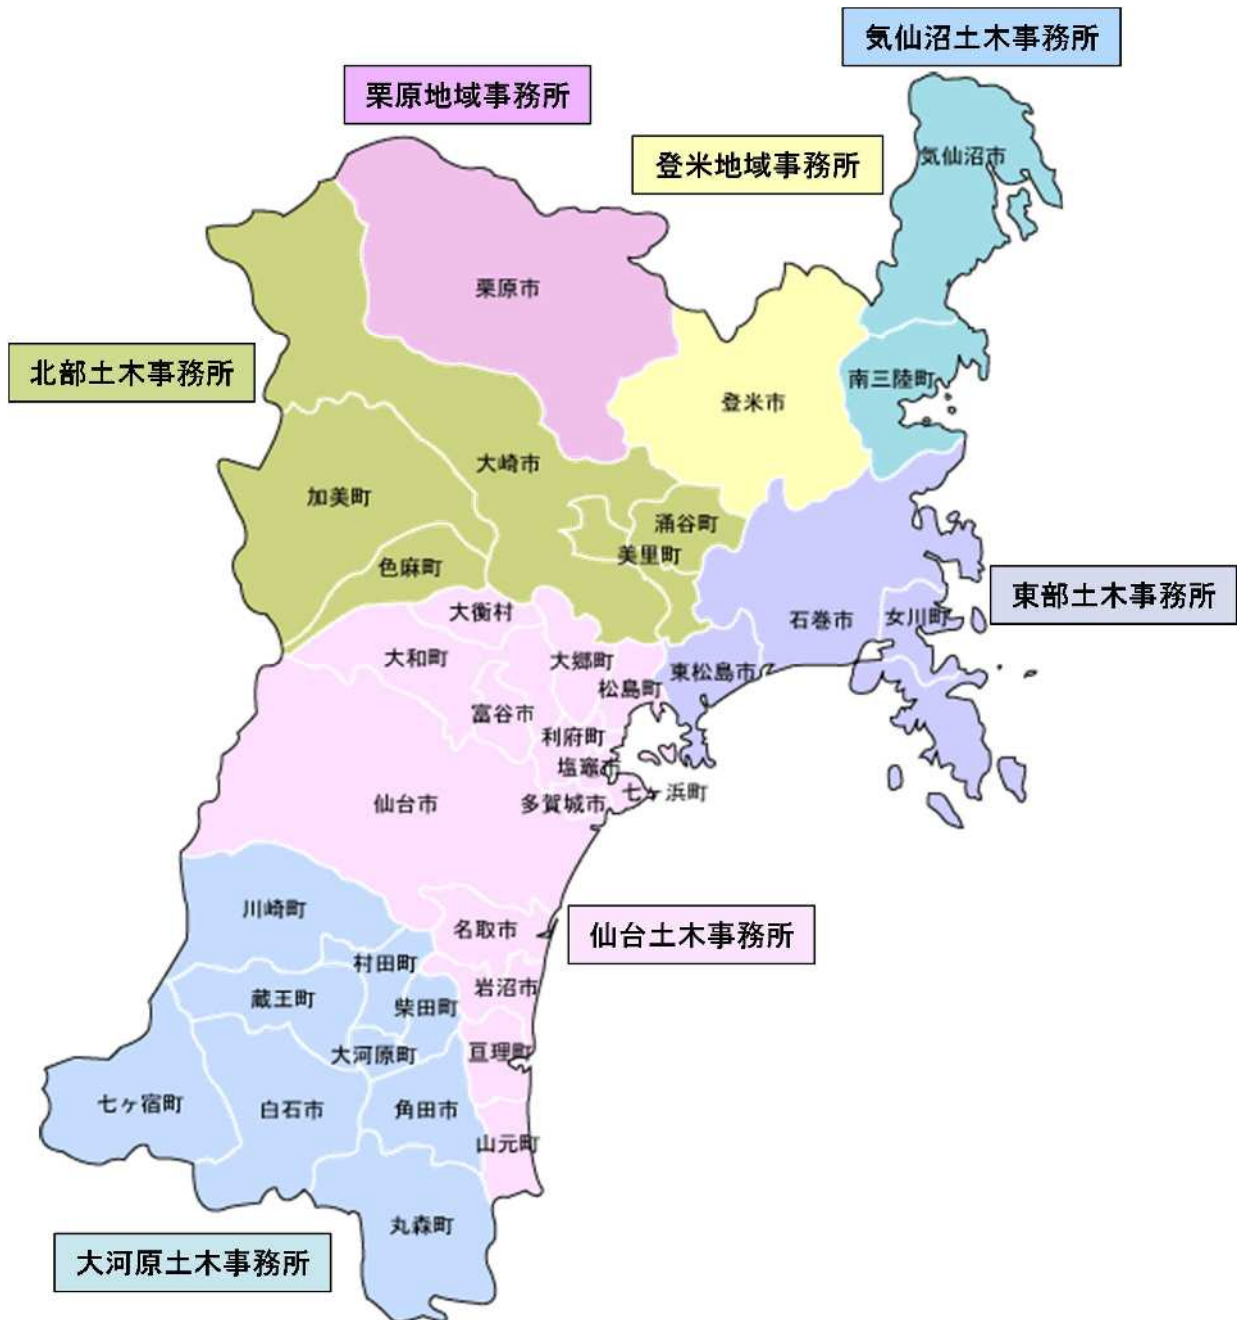 気仙沼土木事務所
栗原地域事務所
登米地域事務所
気仙沼市
栗原市
北部土木事務所
南三陸町
登米市
大崎市
加美町
涌谷町
美里町
色麻町
東部土木事務所
大衡村
石巻市
女川町
大和町
大郷町
東松島市
松島町
富谷市
利府町
塩竈市
七ヶ浜町
仙台市
多賀城市
川崎町
名取市
仙台土木事務所
村田町
岩沼市
蔵王町
柴田町
大河原町
亘理町
七ヶ宿町
白石市
角田市
山元町
丸森町
大河原土木事務所